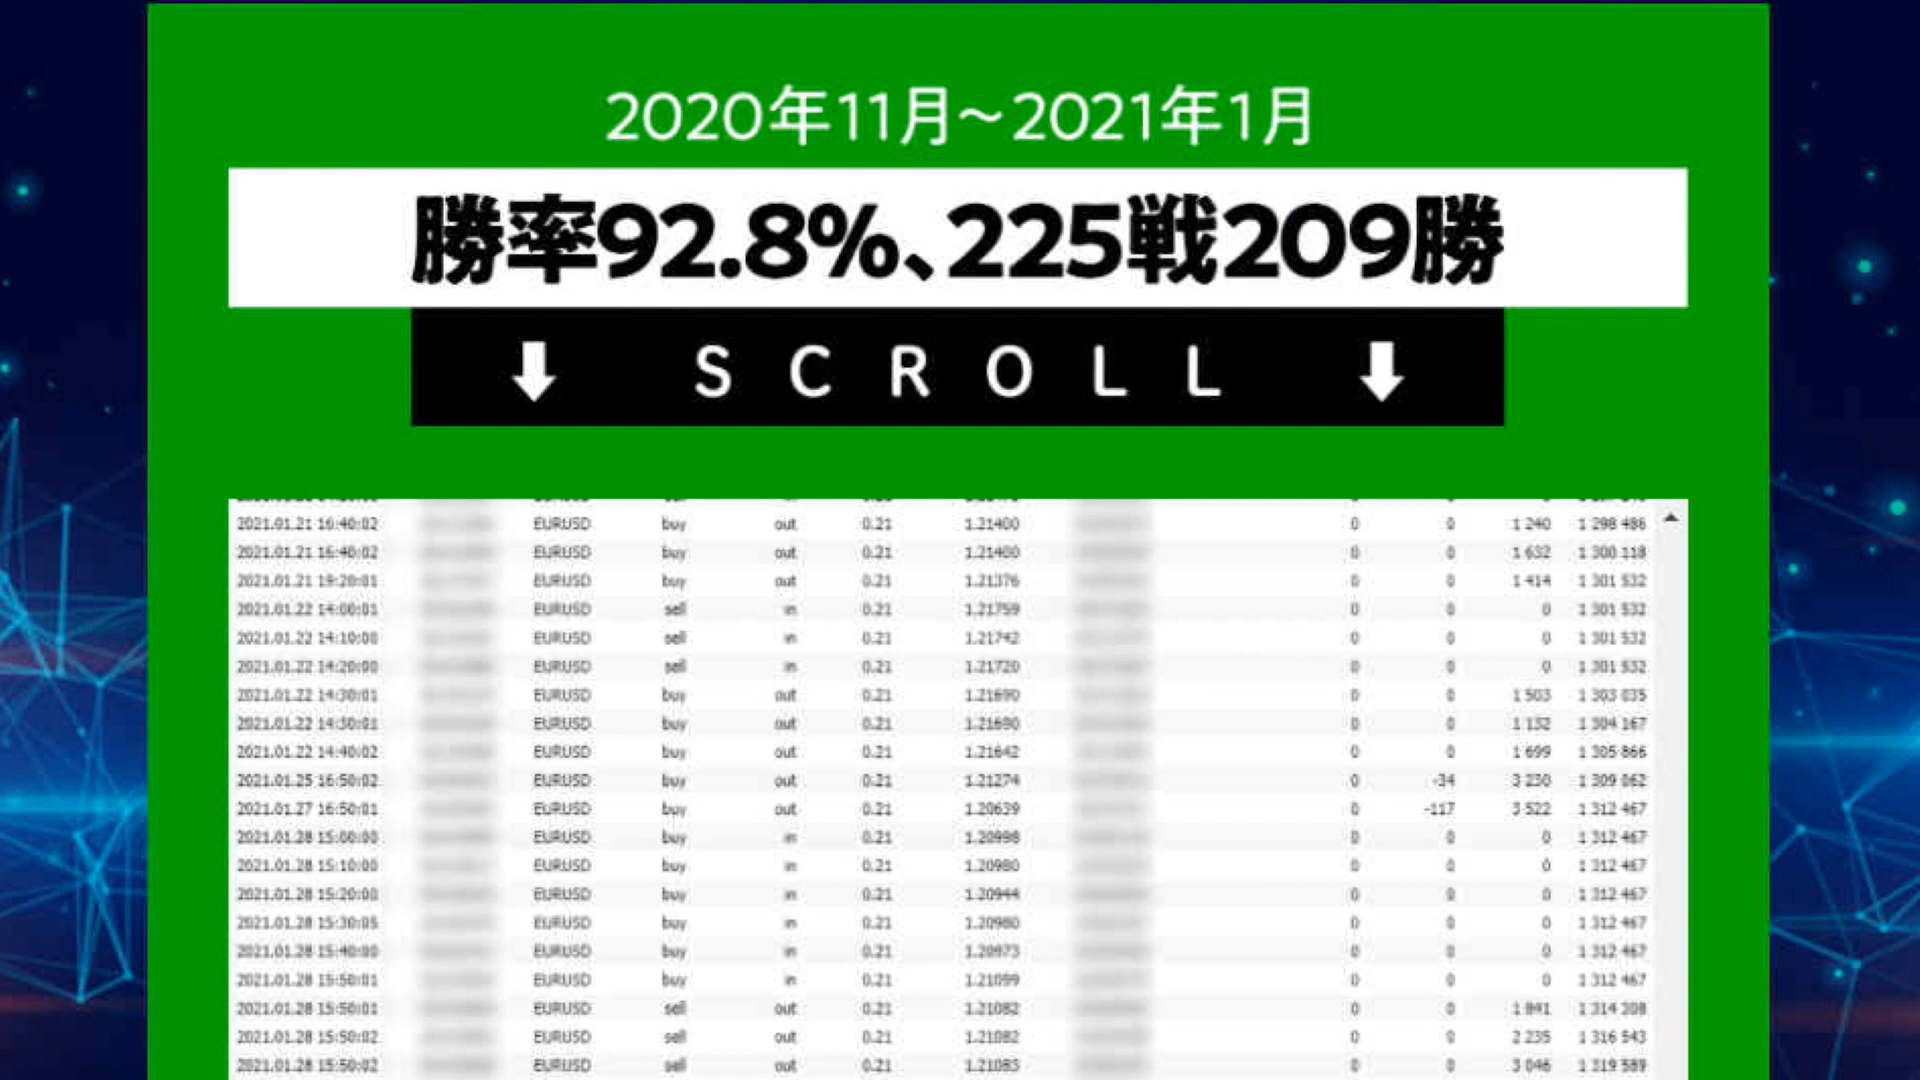 2020年11月～2021年1月
勝率92.8%、225戦209勝
SCROLL
2021.01.21 16:40:02 EURUSD buy out 0.21 1.21400 0 0 1 240 1 298 486
2021.01.21 16:40:02 EURUSD buy out 0.21 1.21400 0 0 1 632 1 300 118
2021.01.21 19:20:01 EURUSD buy out 0.21 1.21376 0 0 1 414 1 301 532
2021.01.22 14:00:01 EURUSD sell in 0.21 1.21759 0 0 0 1 301 532
2021.01.22 14:10:00 EURUSD sell in 0.21 1.21742 0 0 0 1 301 532
2021.01.22 14:20:00 EURUSD sell in 0.21 1.21720 0 0 0 1 301 532
2021.01.22 14:30:01 EURUSD buy out 0.21 1.21690 0 0 1 503 1 303 035
2021.01.22 14:30:01 EURUSD buy out 0.21 1.21690 0 0 1 132 1 304 167
2021.01.22 14:40:02 EURUSD buy out 0.21 1.21642 0 0 1 699 1 305 866
2021.01.25 16:50:02 EURUSD buy out 0.21 1.21274 0 -34 3 230 1 309 062
2021.01.27 16:50:01 EURUSD buy out 0.21 1.20639 0 -117 3 522 1 312 467
2021.01.28 15:00:00 EURUSD buy in 0.21 1.20998 0 0 0 1 312 467
2021.01.28 15:10:00 EURUSD buy in 0.21 1.20980 0 0 0 1 312 467
2021.01.28 15:20:00 EURUSD buy in 0.21 1.20944 0 0 0 1 312 467
2021.01.28 15:30:05 EURUSD buy in 0.21 1.20980 0 0 0 1 312 467
2021.01.28 15:40:00 EURUSD buy in 0.21 1.20973 0 0 0 1 312 467
2021.01.28 15:50:01 EURUSD buy in 0.21 1.21099 0 0 0 1 312 467
2021.01.28 15:50:01 EURUSD sell out 0.21 1.21082 0 0 1 841 1 314 308
2021.01.28 15:50:02 EURUSD sell out 0.21 1.21082 0 0 2 235 1 316 543
2021.01.28 15:50:02 EURUSD sell out 0.21 1.21083 0 0 3 046 1 319 589